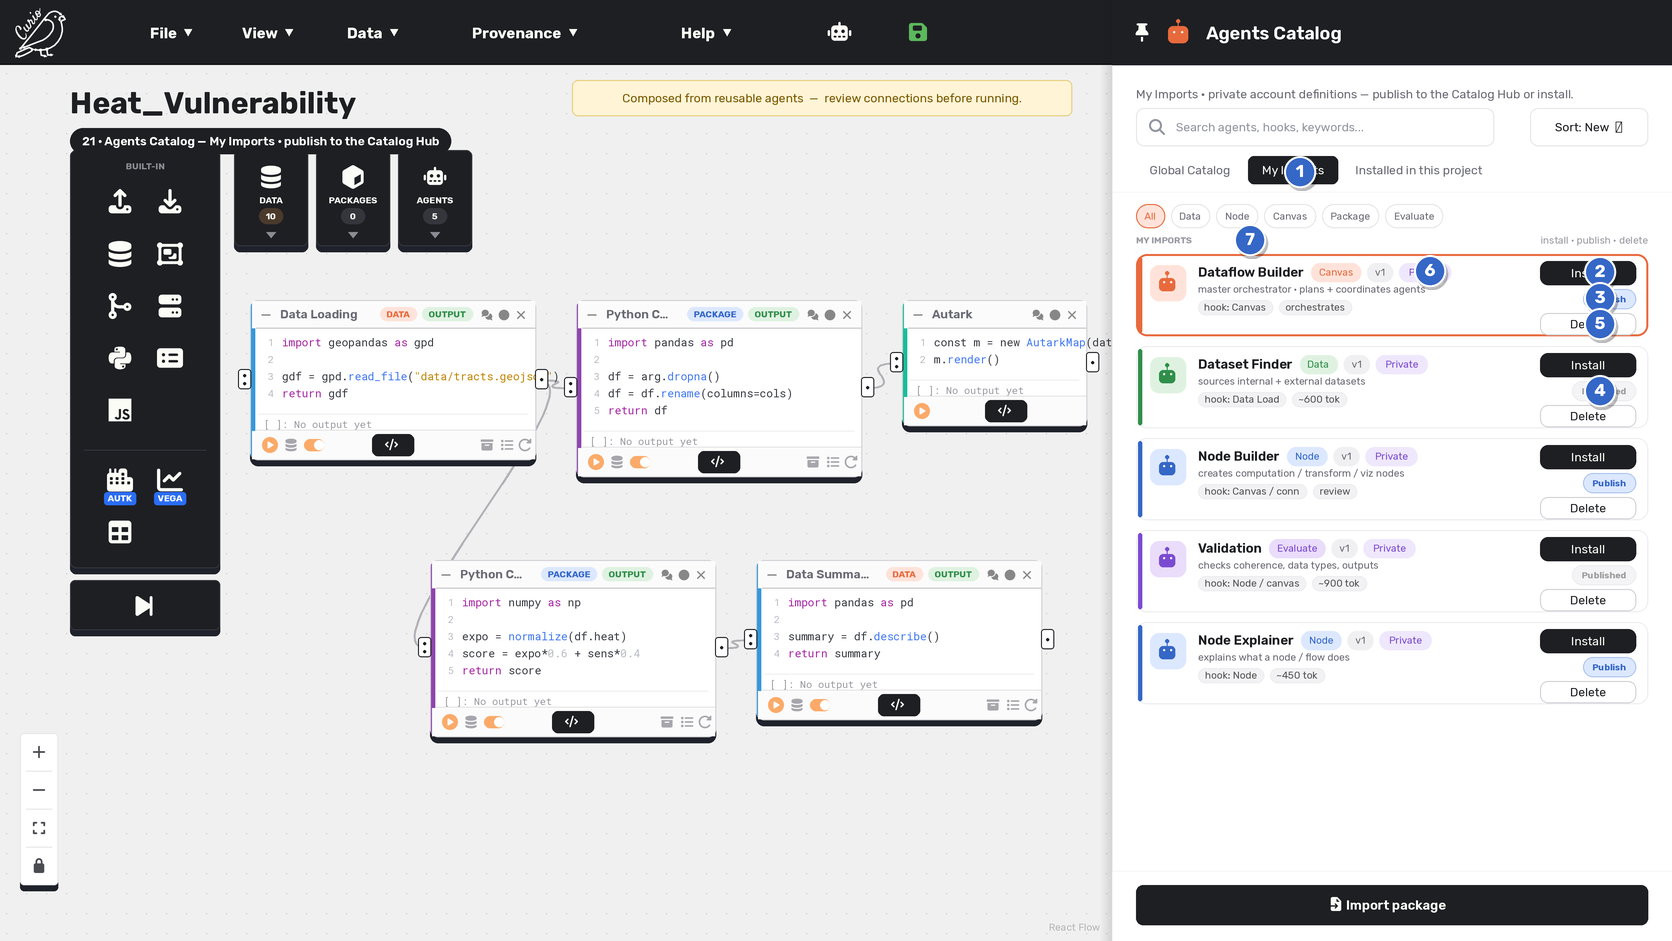 Curio
File ▼
View ▼
Data ▼
Provenance ▼
Help ▼
Agents Catalog
Heat_Vulnerability
Composed from reusable agents — review connections before running.
21 • Agents Catalog — My Imports • publish to the Catalog Hub
BUILT-IN
DATA
10
PACKAGES
0
AGENTS
5
JS
AUTK
VEGA
Data Loading
DATA
OUTPUT
1 import geopandas as gpd
2
3 gdf = gpd.read_file("data/tracts.geojson")
4 return gdf
[ ]: No output yet
</>
Python C...
PACKAGE
OUTPUT
1 import pandas as pd
2
3 df = arg.dropna()
4 df = df.rename(columns=cols)
5 return df
[ ]: No output yet
</>
Autark
1 const m = new AutarkMap(dat
2 m.render()
[ ]: No output yet
</>
Python C...
PACKAGE
OUTPUT
1 import numpy as np
2
3 expo = normalize(df.heat)
4 score = expo*0.6 + sens*0.4
5 return score
[ ]: No output yet
</>
Data Summa...
DATA
OUTPUT
1 import pandas as pd
2
3 summary = df.describe()
4 return summary
[ ]: No output yet
</>
React Flow
My Imports • private account definitions — publish to the Catalog Hub or install.
Search agents, hooks, keywords...
Sort: New
Global Catalog
My
1
Installed in this project
All
Data
Node
Canvas
Package
Evaluate
7
MY IMPORTS
install • publish • delete
Dataflow Builder
Canvas
v1
6
2
master orchestrator • plans + coordinates agents
3
hook: Canvas
orchestrates
5
Dataset Finder
Data
v1
Private
Install
sources internal + external datasets
4
hook: Data Load
~600 tok
Delete
Node Builder
Node
v1
Private
Install
creates computation / transform / viz nodes
Publish
hook: Canvas / conn
review
Delete
Validation
Evaluate
v1
Private
Install
checks coherence, data types, outputs
Published
hook: Node / canvas
~900 tok
Delete
Node Explainer
Node
v1
Private
Install
explains what a node / flow does
Publish
hook: Node
~450 tok
Delete
Import package